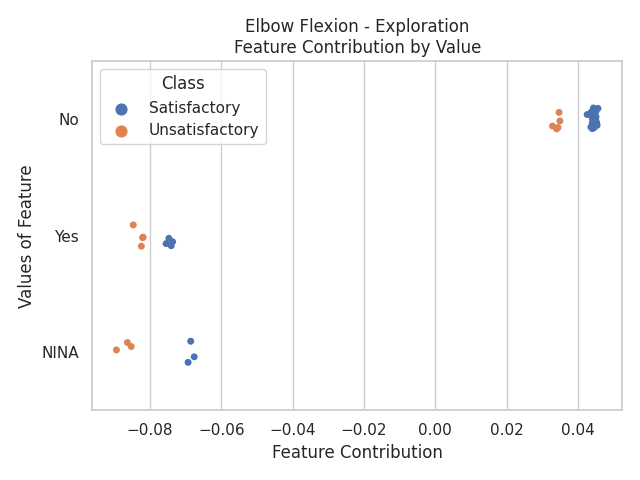 Elbow Flexion - Exploration
Feature Contribution by Value
Class
Satisfactory
Unsatisfactory
Values of Feature
No
Yes
NINA
−0.08 −0.06 −0.04 −0.02 0.00 0.02 0.04
Feature Contribution